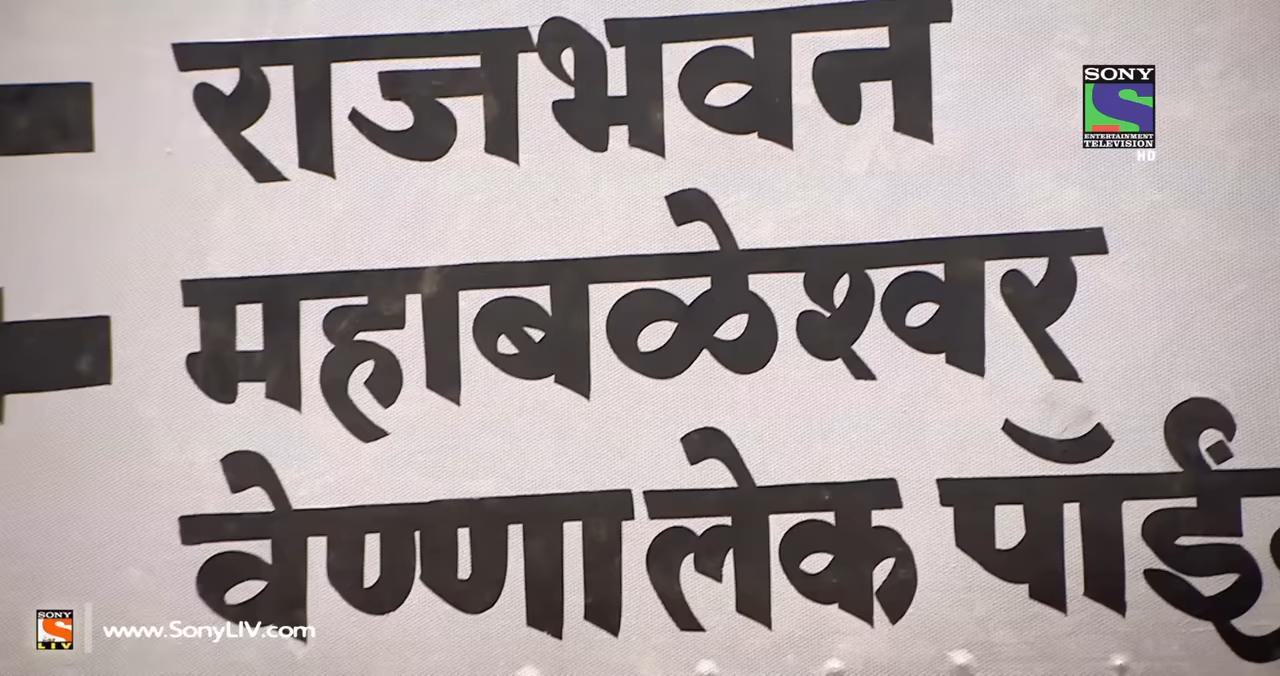 राजभवन
SONY
ENTERTAINMENT
TELEVISION
HD
महाबळेश्वर
वेण्णा लेक
SONY
LIV
www.SonyLIV.com